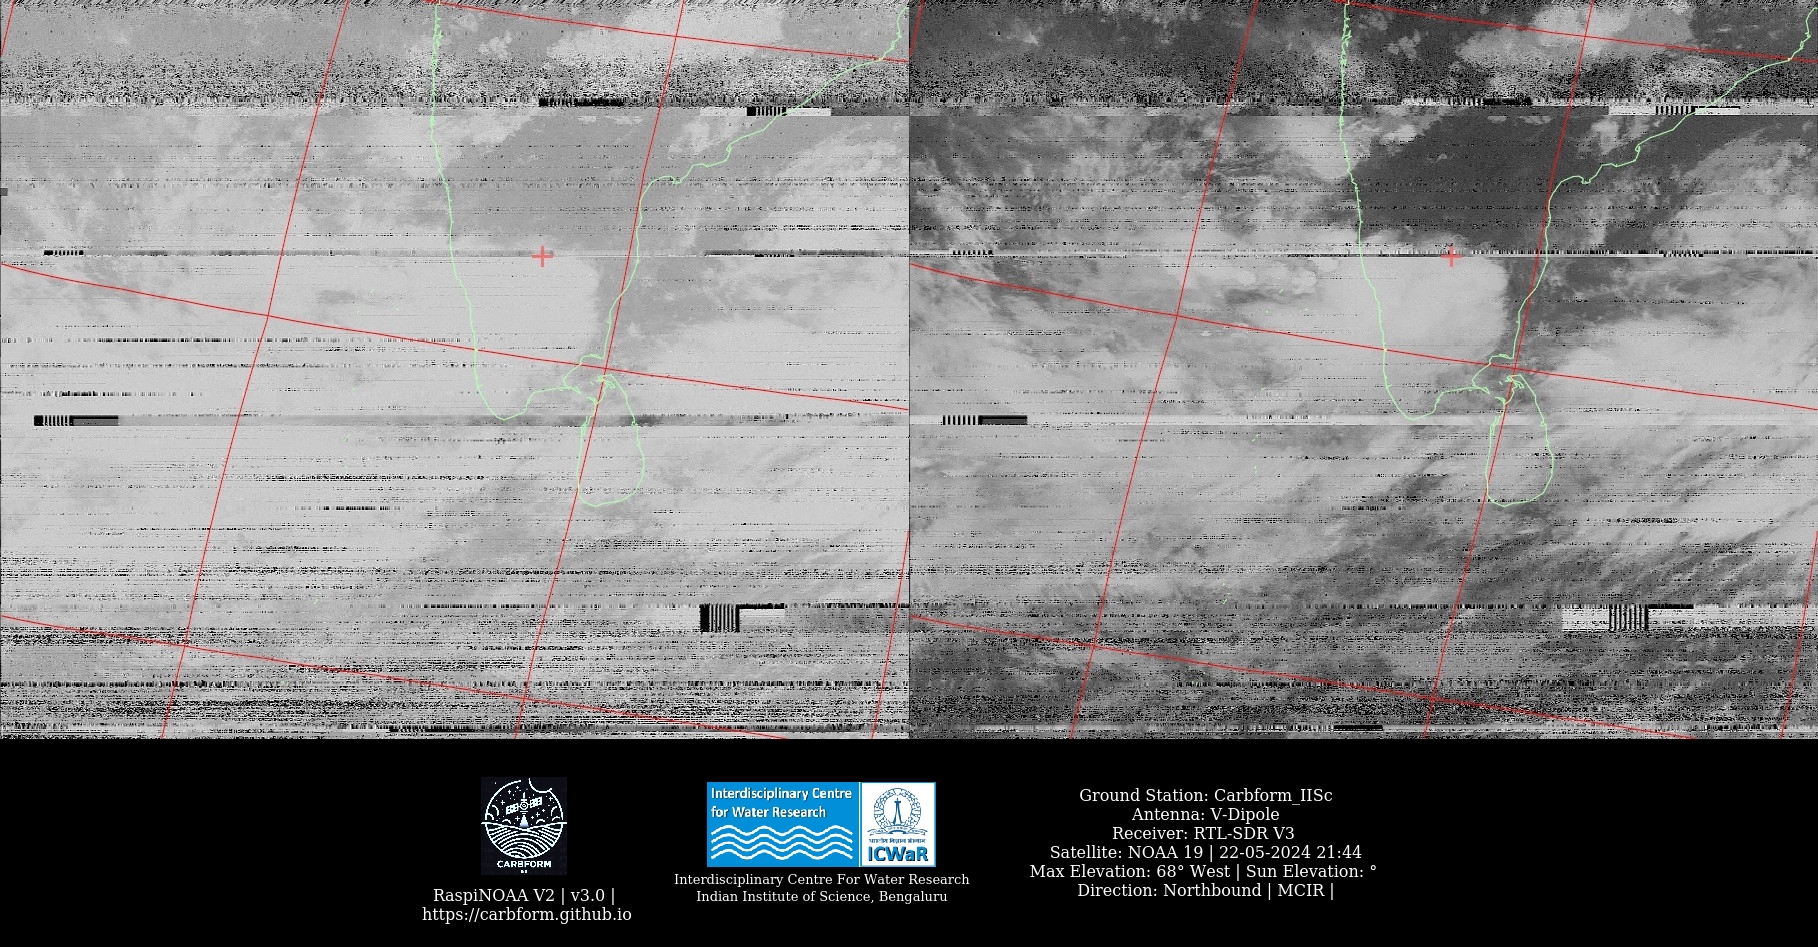 CARBFORM
RaspiNOAA V2 | v3.0 |
https://carbform.github.io
Interdisciplinary Centre
for Water Research
ICWaR
Interdisciplinary Centre For Water Research
Indian Institute of Science, Bengaluru
Ground Station: Carbform_IISc
Antenna: V-Dipole
Receiver: RTL-SDR V3
Satellite: NOAA 19 | 22-05-2024 21:44
Max Elevation: 68° West | Sun Elevation: °
Direction: Northbound | MCIR |